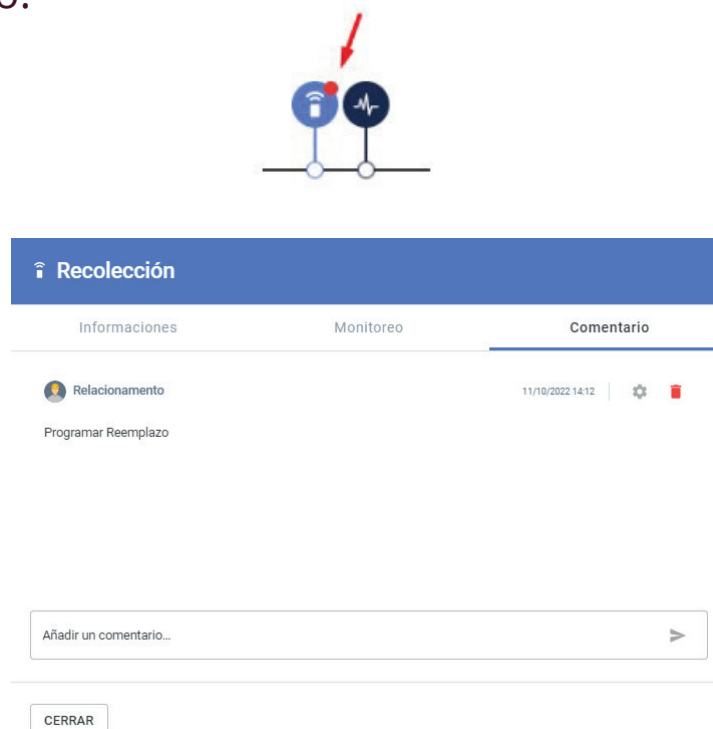 Recolección
Informaciones Monitoreo Comentario
Relacionamento 11/10/2022 14:12
Programar Reemplazo
Añadir un comentario...
CERRAR